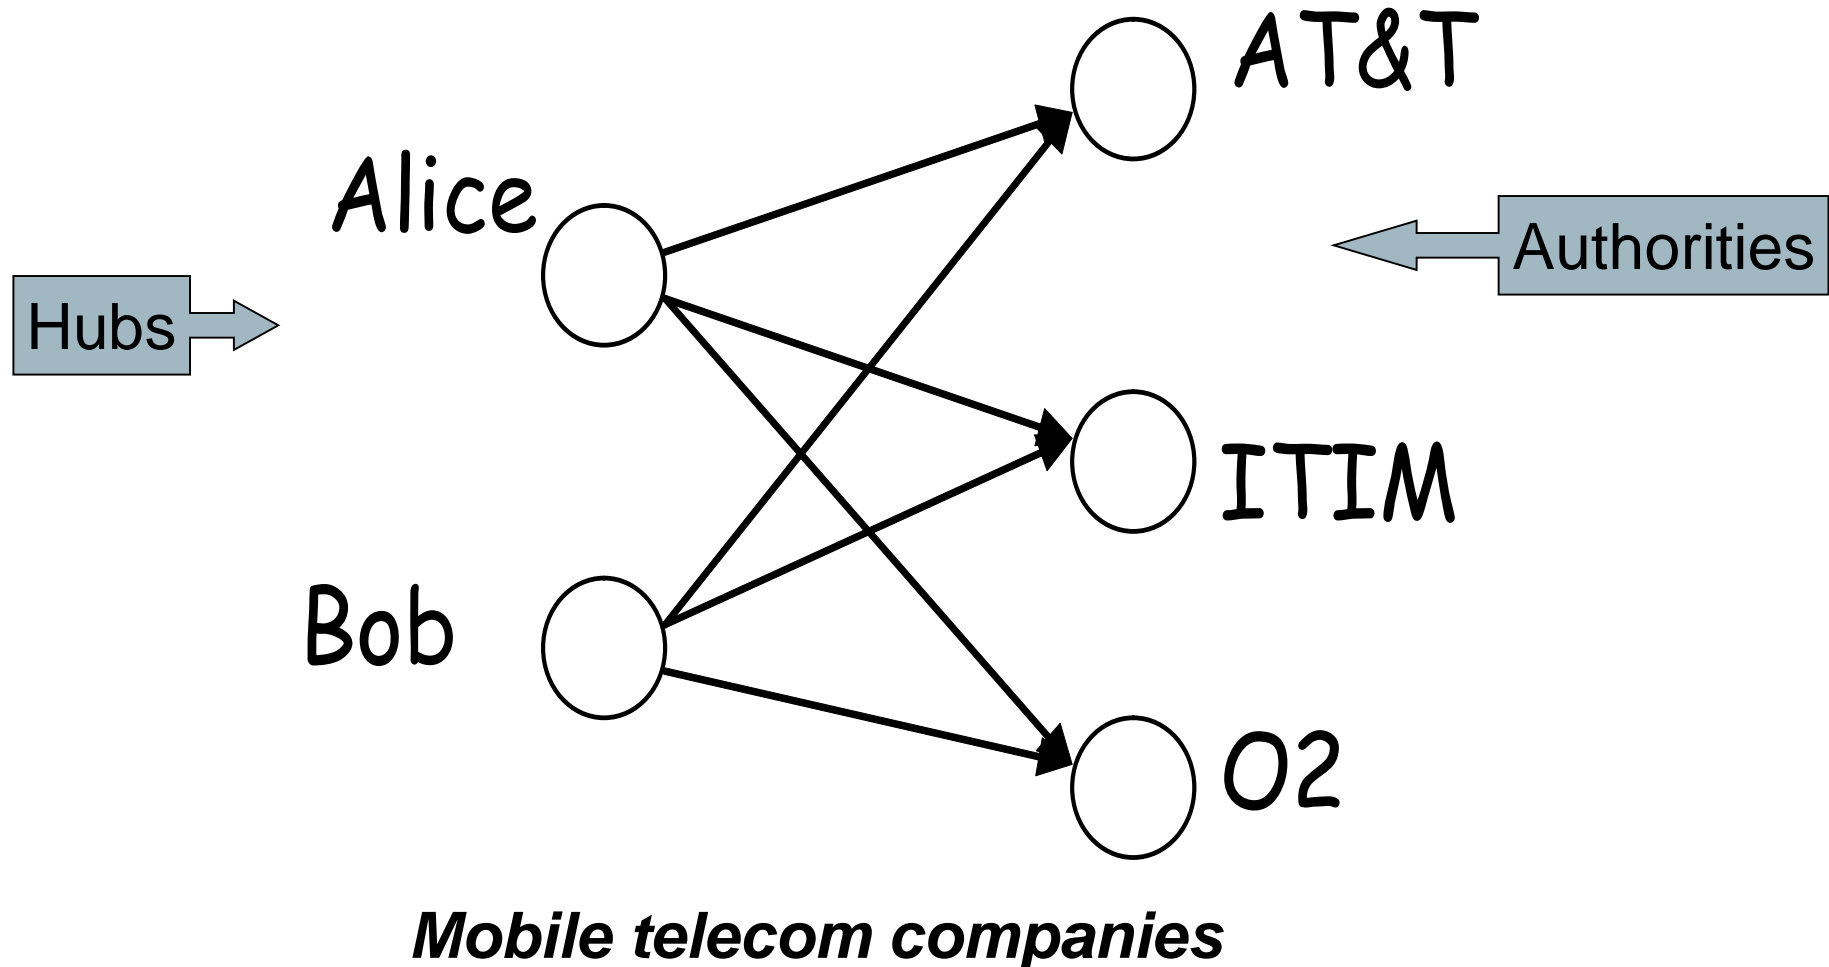 AT&T
Alice
Authorities
Hubs
ITIM
Bob
O2
Mobile telecom companies